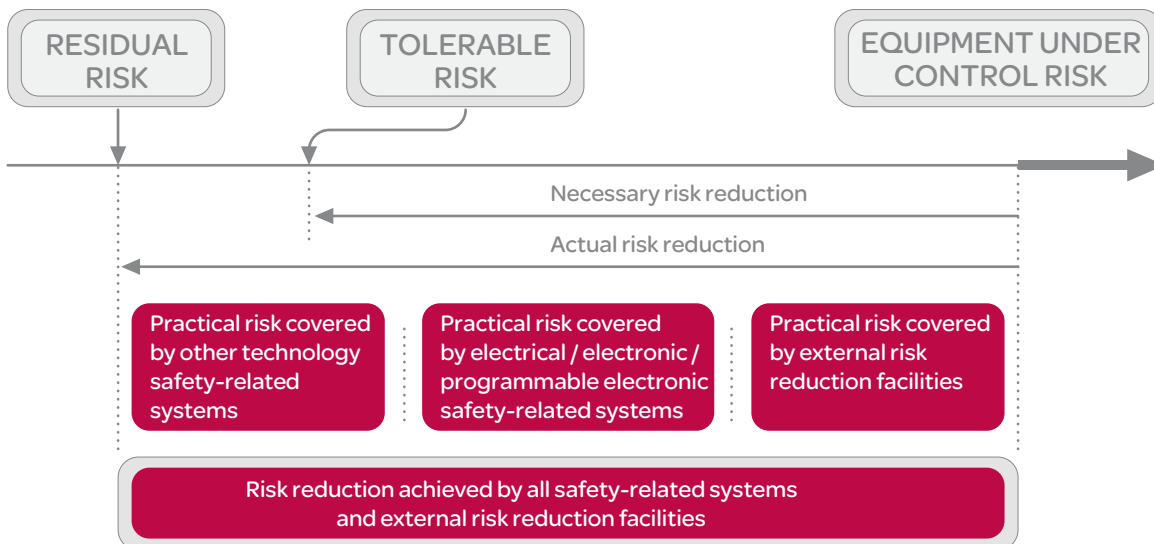 RESIDUAL
RISK
TOLERABLE
RISK
EQUIPMENT UNDER
CONTROL RISK
Necessary risk reduction
Actual risk reduction
Practical risk covered
by other technology
safety-related
systems
Practical risk covered
by electrical / electronic /
programmable electronic
safety-related systems
Practical risk covered
by external risk
reduction facilities
Risk reduction achieved by all safety-related systems
and external risk reduction facilities